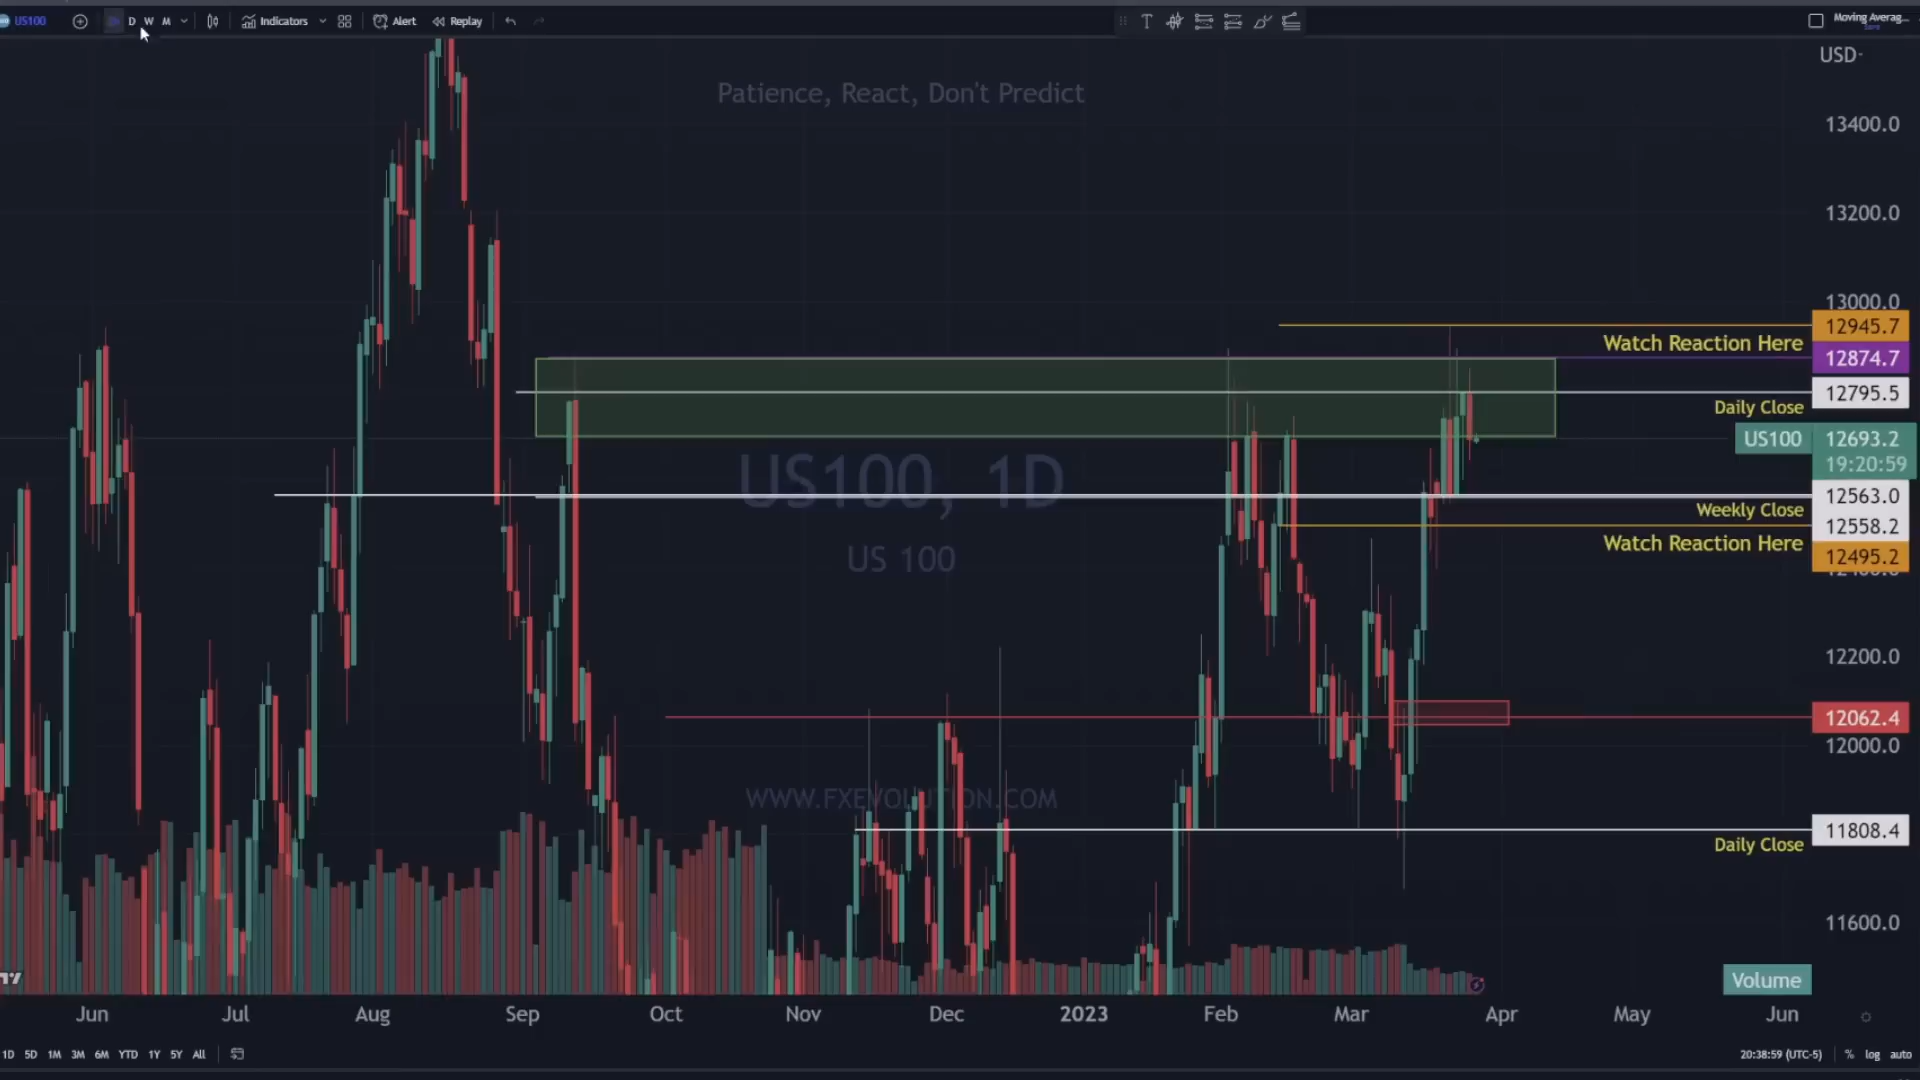 US100 D W M Indicators Alert Replay T Moving Averag...
USD
Patience, React, Don't Predict
13400.0
13200.0
13000.0
12945.7
Watch Reaction Here
12874.7
12795.5
Daily Close
US100 12693.2
19:20:59
US100, 1D
12563.0
Weekly Close
12558.2
US 100
Watch Reaction Here
12495.2
12200.0
12062.4
12000.0
WWW.FXEVOLUTION.COM
11808.4
Daily Close
11600.0
Volume
Jun Jul Aug Sep Oct Nov Dec 2023 Feb Mar Apr May Jun
1D 5D 1M 3M 6M YTD 1Y 5Y All 20:38:59 (UTC-5) % log auto